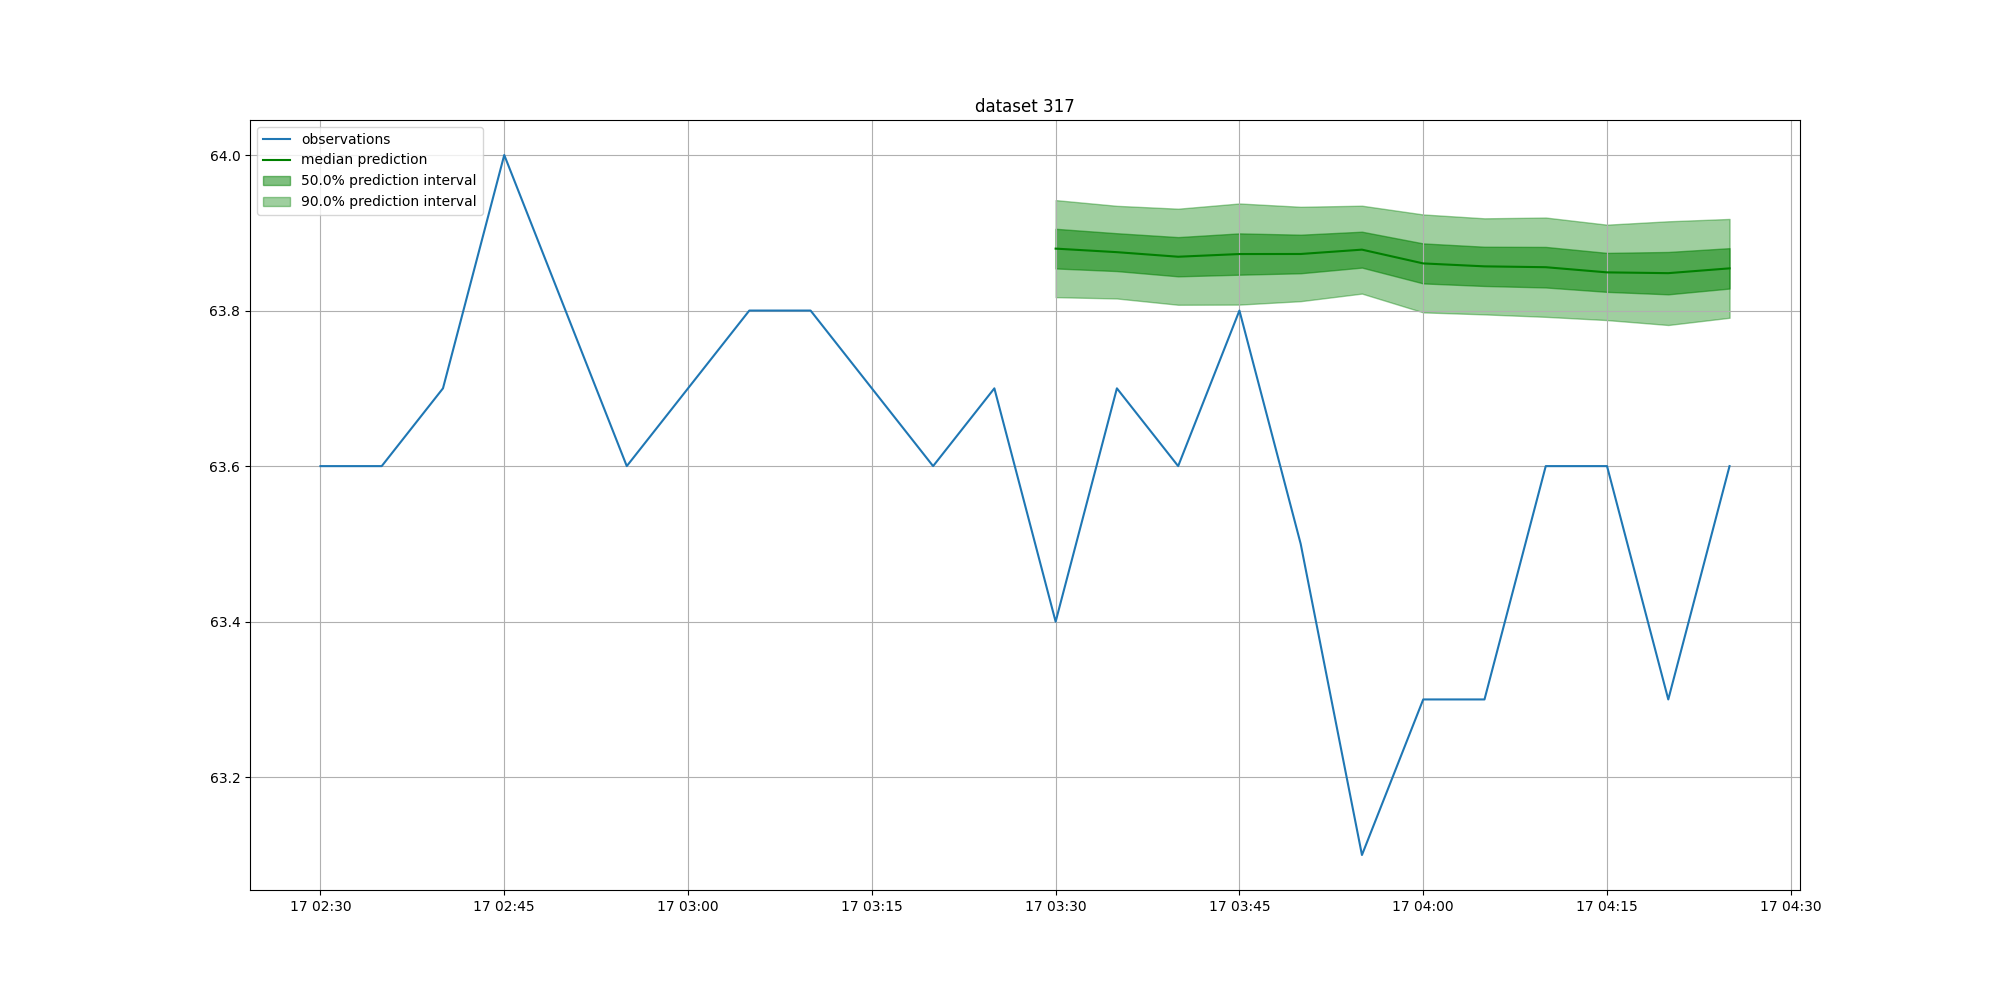 dataset 317
observations
median prediction
50.0% prediction interval
90.0% prediction interval
64.0
63.8
63.6
63.4
63.2
17 02:30 17 02:45 17 03:00 17 03:15 17 03:30 17 03:45 17 04:00 17 04:15 17 04:30